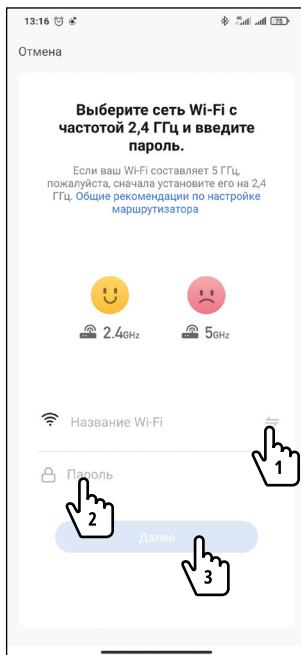 13:16 4G 75
Отмена
Выберите сеть Wi-Fi с
частотой 2,4 ГГц и введите
пароль.
Если ваш Wi-Fi составляет 5 ГГц,
пожалуйста, сначала установите его на 2,4
ГГц. Общие рекомендации по настройке
маршрутизатора
2.4GHz 5GHz
Название Wi-Fi
1
Пароль
2
Далее
3